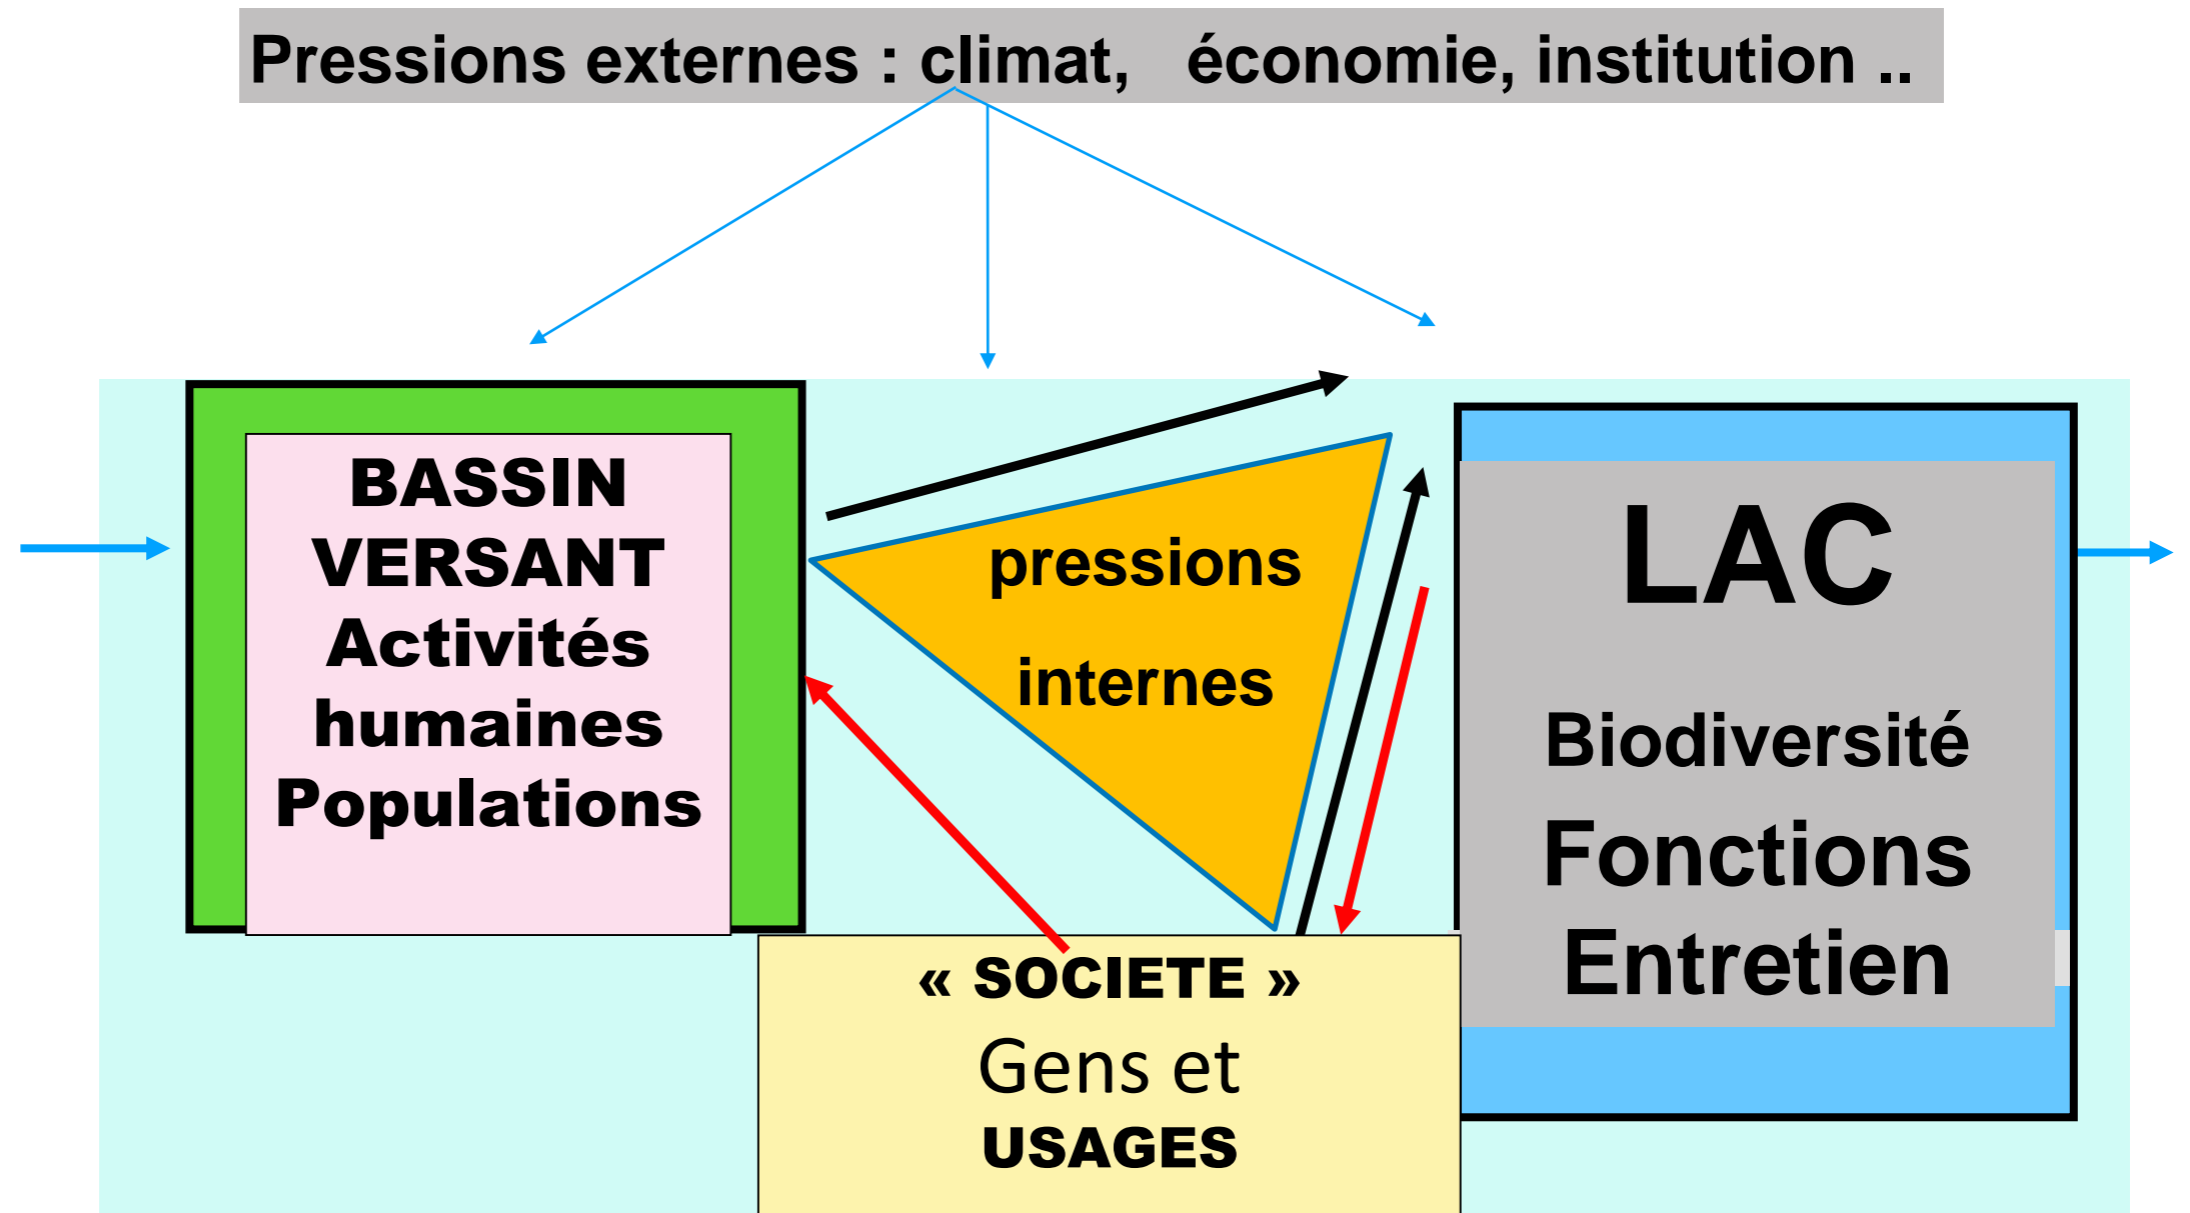 Pressions externes : climat, économie, institution ..
BASSIN
VERSANT
Activités
humaines
Populations
pressions
internes
LAC
Biodiversité
Fonctions
Entretien
« SOCIETE »
Gens et
USAGES